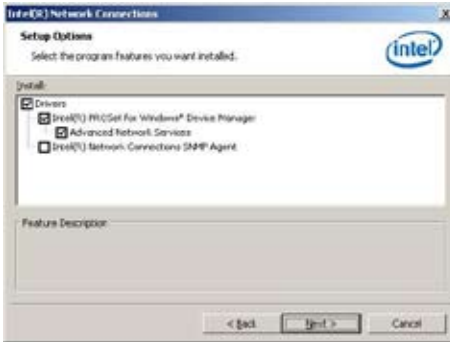 Intel(R) Network Connections
X
Setup Options
Select the program features you want installed.
intel
Install:
Drivers
Intel(R) PROSet for Windows* Device Manager
Advanced Network Services
Intel(R) Network Connections SNMP Agent
Feature Description
< Back
Next >
Cancel